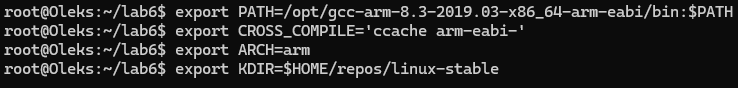 root@Oleks:~/lab6$ export PATH=/opt/gcc-arm-8.3-2019.03-x86_64-arm-eabi/bin:$PATH
root@Oleks:~/lab6$ export CROSS_COMPILE='ccache arm-eabi-'
root@Oleks:~/lab6$ export ARCH=arm
root@Oleks:~/lab6$ export KDIR=$HOME/repos/linux-stable